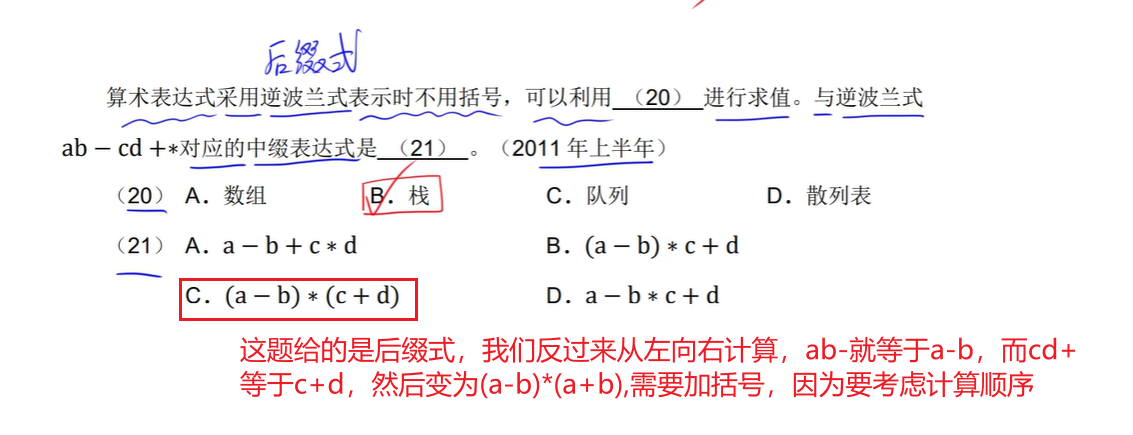 后缀式
算术表达式采用逆波兰式表示时不用括号，可以利用 （20） 进行求值。与逆波兰式
ab − cd +∗对应的中缀表达式是 （21） 。（2011 年上半年）
（20） A．数组 B．栈 C．队列 D．散列表
（21） A．a − b + c ∗ d B．(a − b) ∗ c + d
C．(a − b) ∗ (c + d) D．a − b ∗ c + d
这题给的是后缀式，我们反过来从左向右计算，ab-就等于a-b，而cd+
等于c+d，然后变为(a-b)*(a+b),需要加括号，因为要考虑计算顺序